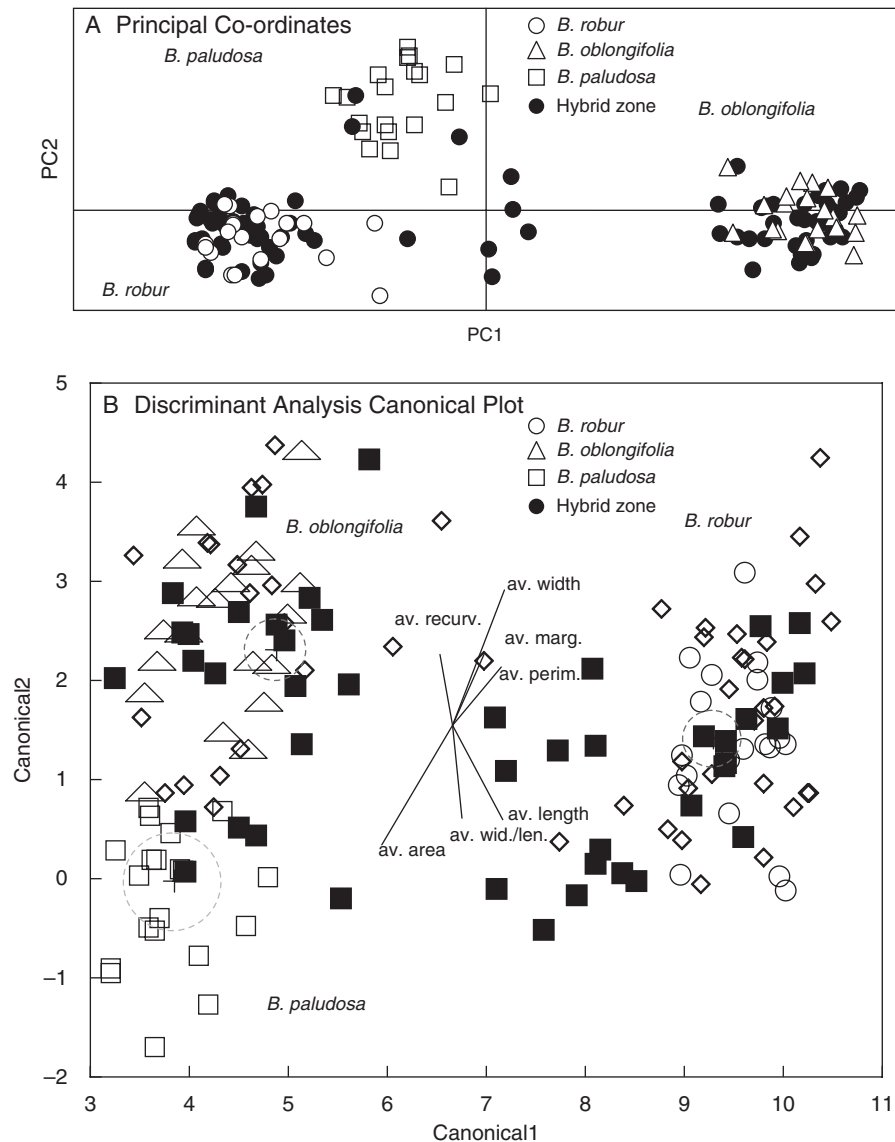 A Principal Co-ordinates
B. paludosa
B. robur
B. oblongifolia
B. paludosa
Hybrid zone
B. oblongifolia
PC2
B. robur
PC1
B Discriminant Analysis Canonical Plot
B. robur
B. oblongifolia
B. paludosa
Hybrid zone
B. oblongifolia
B. robur
av. width
av. recurv.
av. marg.
av. perim.
av. length
av. wid./len.
av. area
B. paludosa
Canonical2
5
4
3
2
1
0
–1
–2
3 4 5 6 7 8 9 10 11
Canonical1